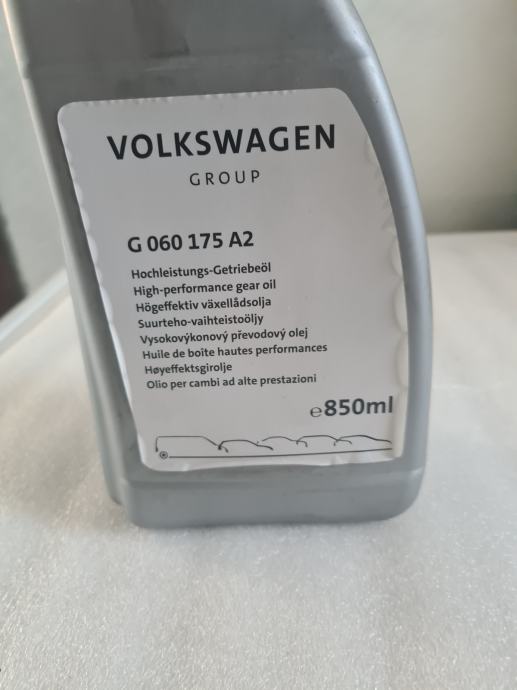 VOLKSWAGEN
GROUP
G 060 175 A2
Hochleistungs-Getriebeöl
High-performance gear oil
Högeffektiv växellådsolja
Suurteho-vaihteistoöljy
Vysokovýkonový převodový olej
Huile de boîte hautes performances
Høyeffektsgirolje
Olio per cambi ad alte prestazioni
℮850ml